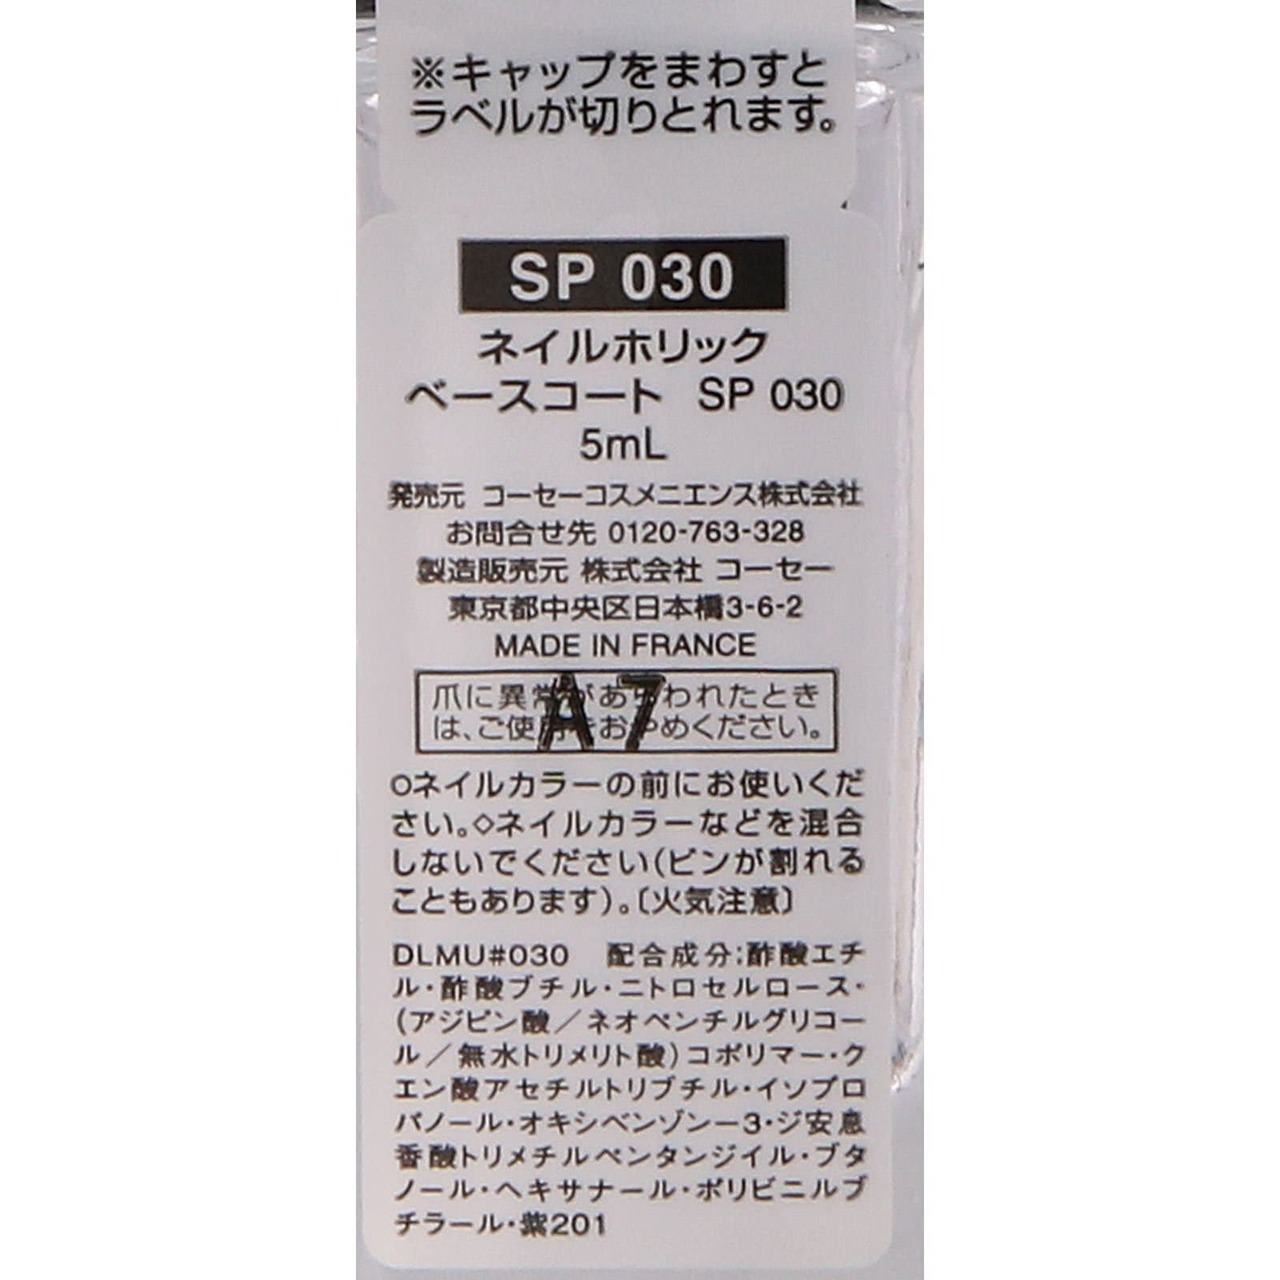 ※キャップをまわすと
ラベルが切りとれます。
SP 030
ネイルホリック
ベースコート SP 030
5mL
発売元 コーセーコスメニエンス株式会社
お問合せ先 0120-763-328
製造販売元 株式会社 コーセー
東京都中央区日本橋3-6-2
MADE IN FRANCE
爪に異常があらわれたとき
は、ご使用をおやめください。
A7
○ネイルカラーの前にお使いくだ
さい。◇ネイルカラーなどを混合
しないでください(ビンが割れる
こともあります)。〔火気注意〕
DLMU#030 配合成分:酢酸エチ
ル・酢酸ブチル・ニトロセルロース・
(アジピン酸/ネオペンチルグリコー
ル/無水トリメリト酸)コポリマー・ク
エン酸アセチルトリブチル・イソプロ
パノール・オキシベンゾン-3・ジ安息
香酸トリメチルペンタンジイル・ブタ
ノール・ヘキサナール・ポリビニルブ
チラール・紫201